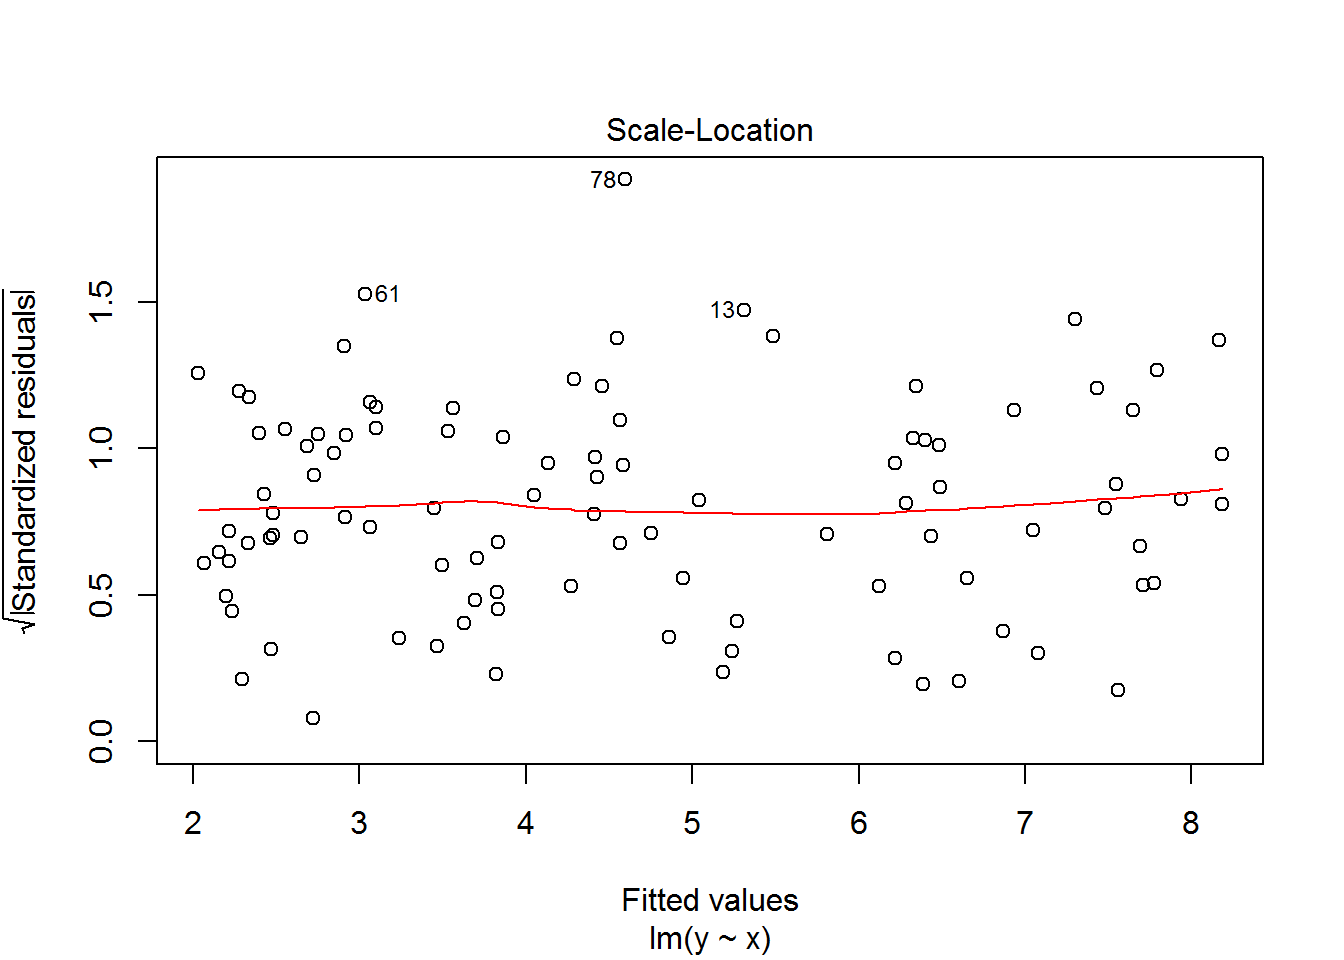 Scale-Location
√|Standardized residuals|
1.5
1.0
0.5
0.0
78
61
13
2 3 4 5 6 7 8
Fitted values
lm(y ~ x)